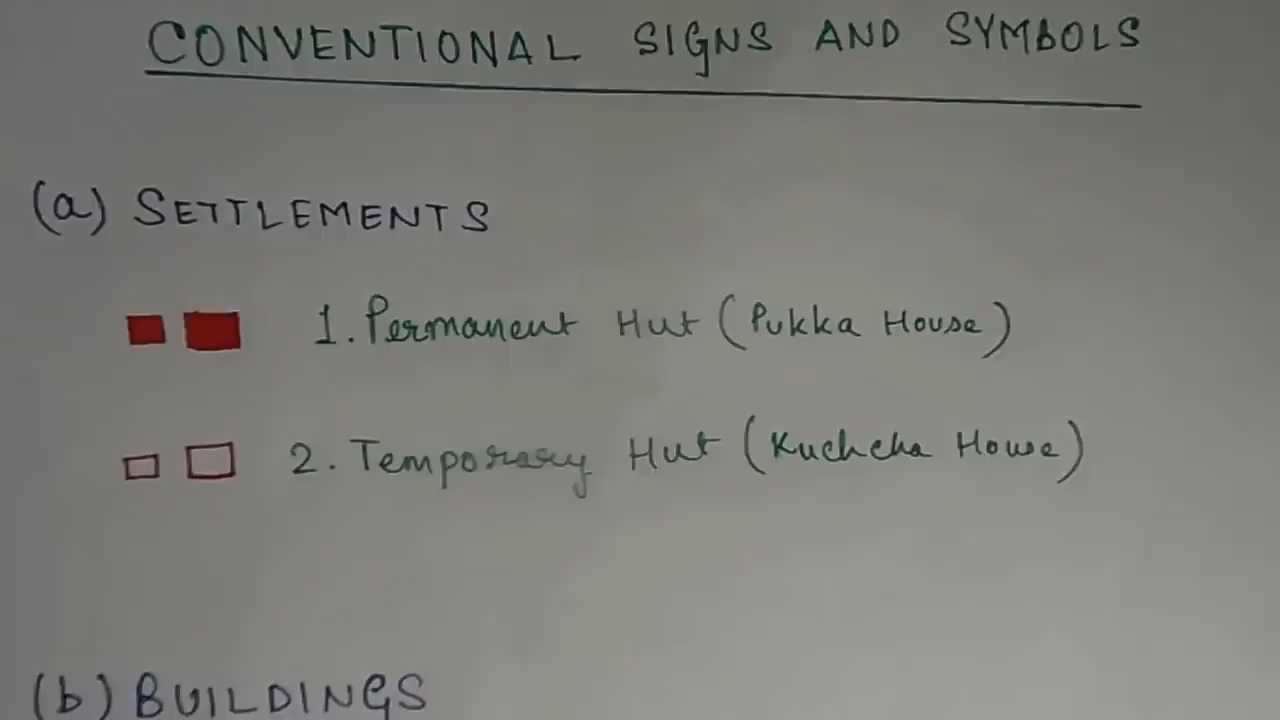 CONVENTIONAL SIGNS AND SYMBOLS
(a) SETTLEMENTS
1. Permanent Hut (Pukka House)
2. Temporary Hut (Kuchcha House)
(b) BUILDINGS